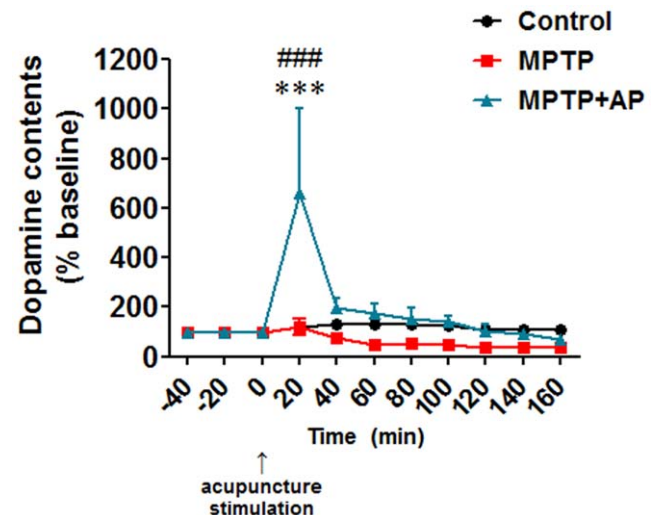 Control
MPTP
MPTP+AP
###
***
Dopamine contents
(% baseline)
1200
1000
800
600
400
200
0
-40
-20
0
20
40
60
80
100
120
140
160
Time (min)
↑
acupuncture
stimulation